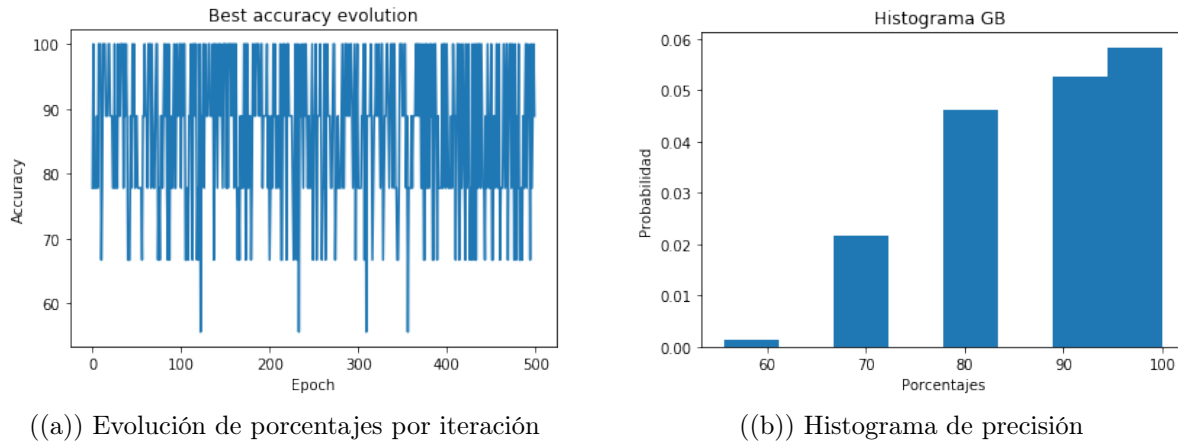 Best accuracy evolution
100
90
80
70
60
Accuracy
0
100
200
300
400
500
Epoch
((a)) Evolución de porcentajes por iteración
Histograma GB
0.06
0.05
0.04
0.03
0.02
0.01
0.00
Probabilidad
60
70
80
90
100
Porcentajes
((b)) Histograma de precisión